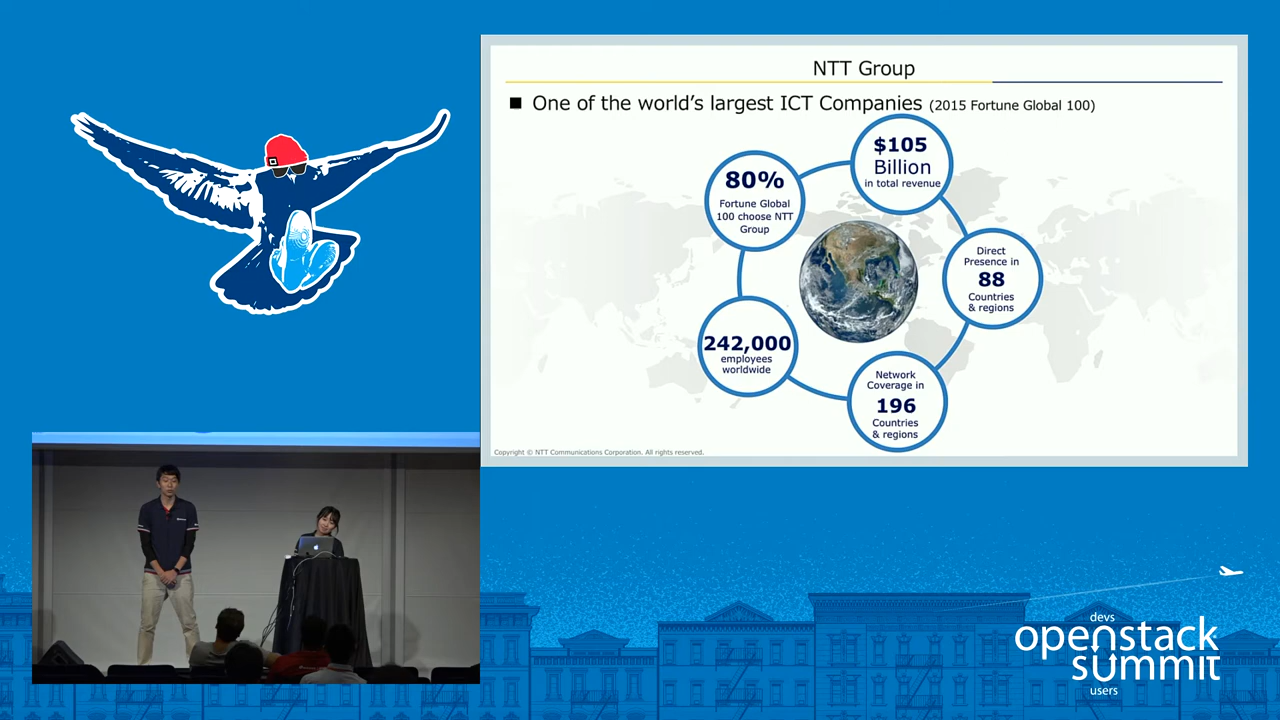 NTT Group
■ One of the world's largest ICT Companies (2015 Fortune Global 100)
$105
Billion
in total revenue
80%
Fortune Global
100 choose NTT
Group
Direct
Presence in
88
Countries
& regions
242,000
employees
worldwide
Network
Coverage in
196
Countries
& regions
Copyright © NTT Communications Corporation. All rights reserved.
devs
openstack
summit
users